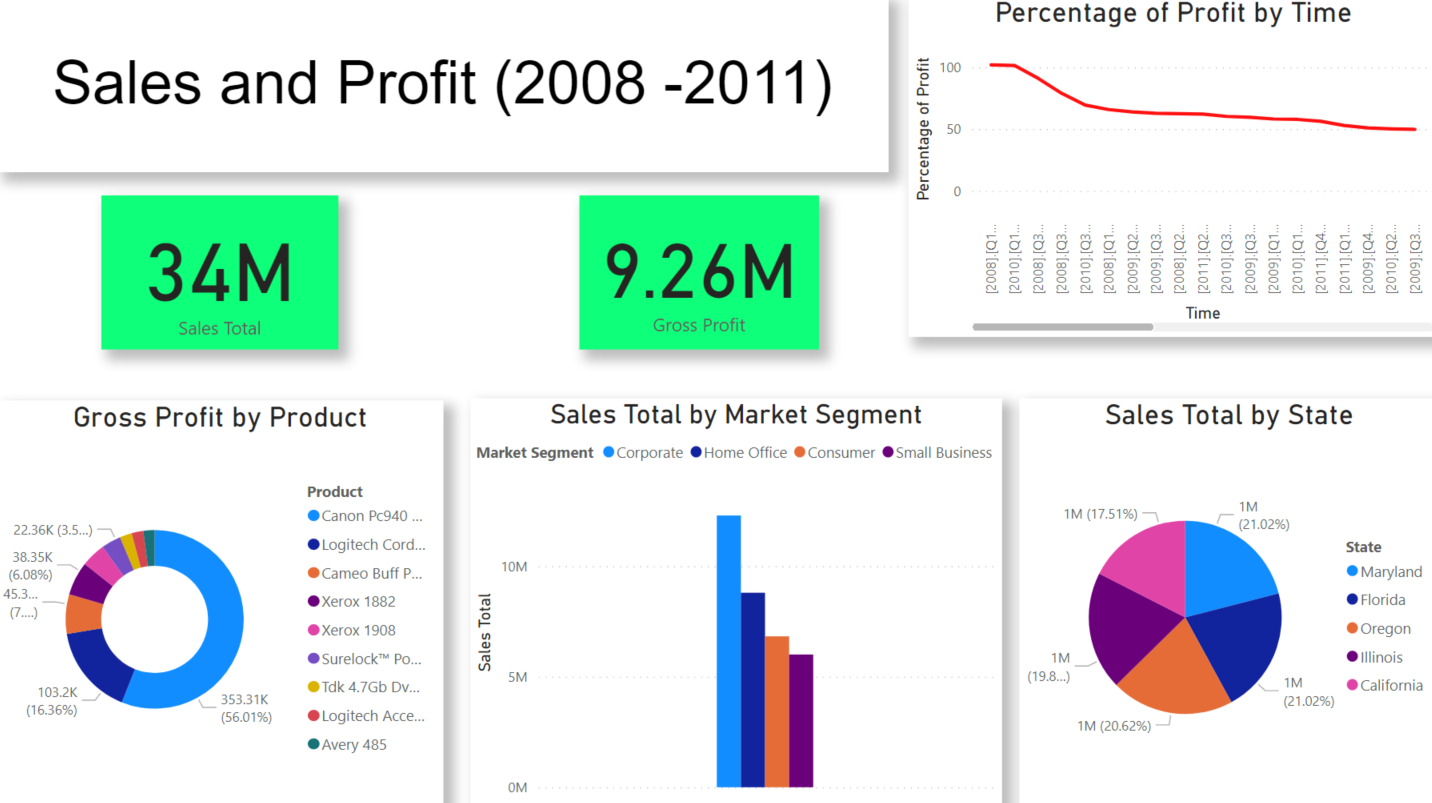 Sales and Profit (2008 -2011)
34M
Sales Total
9.26M
Gross Profit
Percentage of Profit by Time
Percentage of Profit
100
50
0
[2008].[Q1...
[2010].[Q1...
[2008].[Q3...
[2008].[Q3...
[2010].[Q3...
[2008].[Q1...
[2009].[Q2...
[2009].[Q3...
[2008].[Q2...
[2011].[Q2...
[2010].[Q3...
[2009].[Q3...
[2009].[Q1...
[2010].[Q1...
[2011].[Q4...
[2011].[Q1...
[2009].[Q4...
[2010].[Q2...
[2009].[Q3...
Time
Gross Profit by Product
22.36K (3.5...)
38.35K
(6.08%)
45.3...
(7....)
103.2K
(16.36%)
353.31K
(56.01%)
Product
Canon Pc940 ...
Logitech Cord...
Cameo Buff P...
Xerox 1882
Xerox 1908
Surelock™ Po...
Tdk 4.7Gb Dv...
Logitech Acce...
Avery 485
Sales Total by Market Segment
Market Segment Corporate Home Office Consumer Small Business
Sales Total
10M
5M
0M
Sales Total by State
1M (17.51%)
1M
(21.02%)
1M
(19.8...)
1M
(21.02%)
1M (20.62%)
State
Maryland
Florida
Oregon
Illinois
California